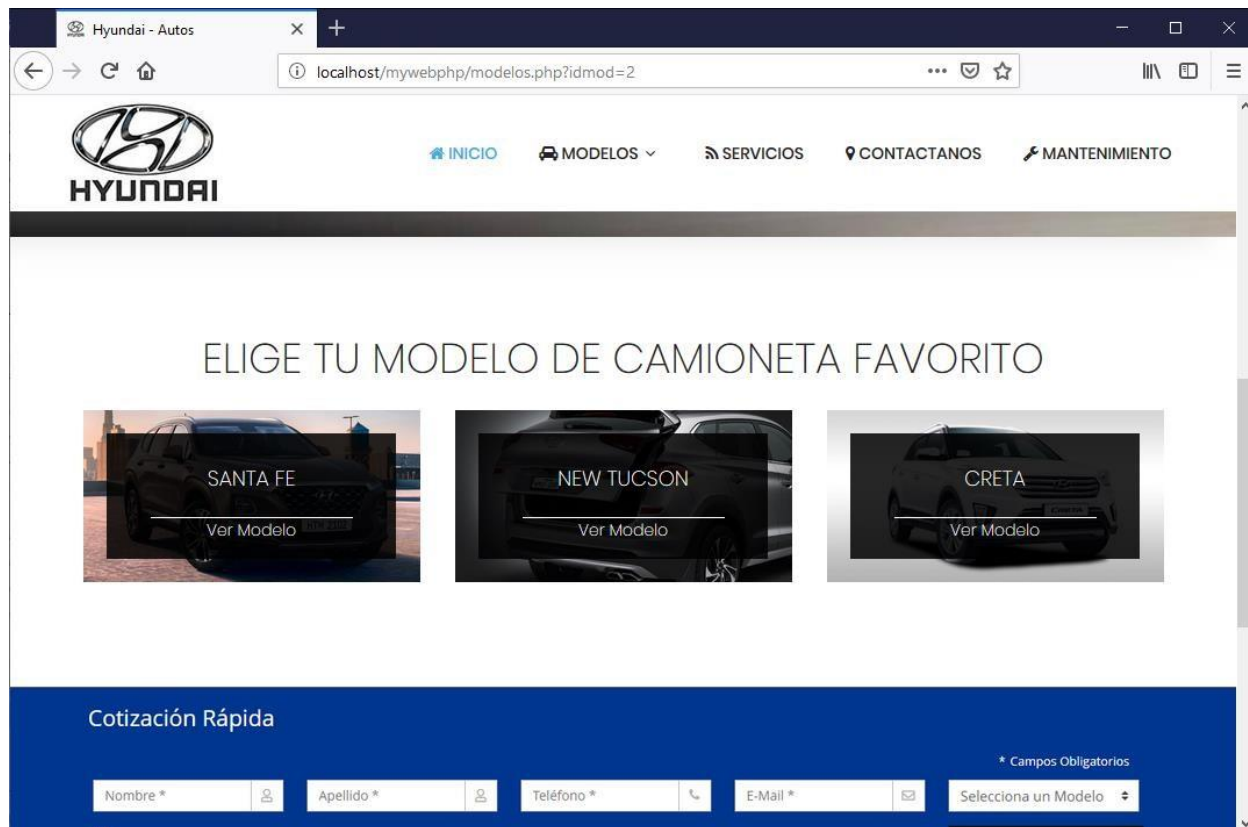 Hyundai - Autos
localhost/mywebphp/modelos.php?idmod=2
HYUNDAI
INICIO
MODELOS
SERVICIOS
CONTACTANOS
MANTENIMIENTO
ELIGE TU MODELO DE CAMIONETA FAVORITO
SANTA FE
Ver Modelo
NEW TUCSON
Ver Modelo
CRETA
Ver Modelo
Cotización Rápida
* Campos Obligatorios
Nombre *
Apellido *
Teléfono *
E-Mail *
Selecciona un Modelo